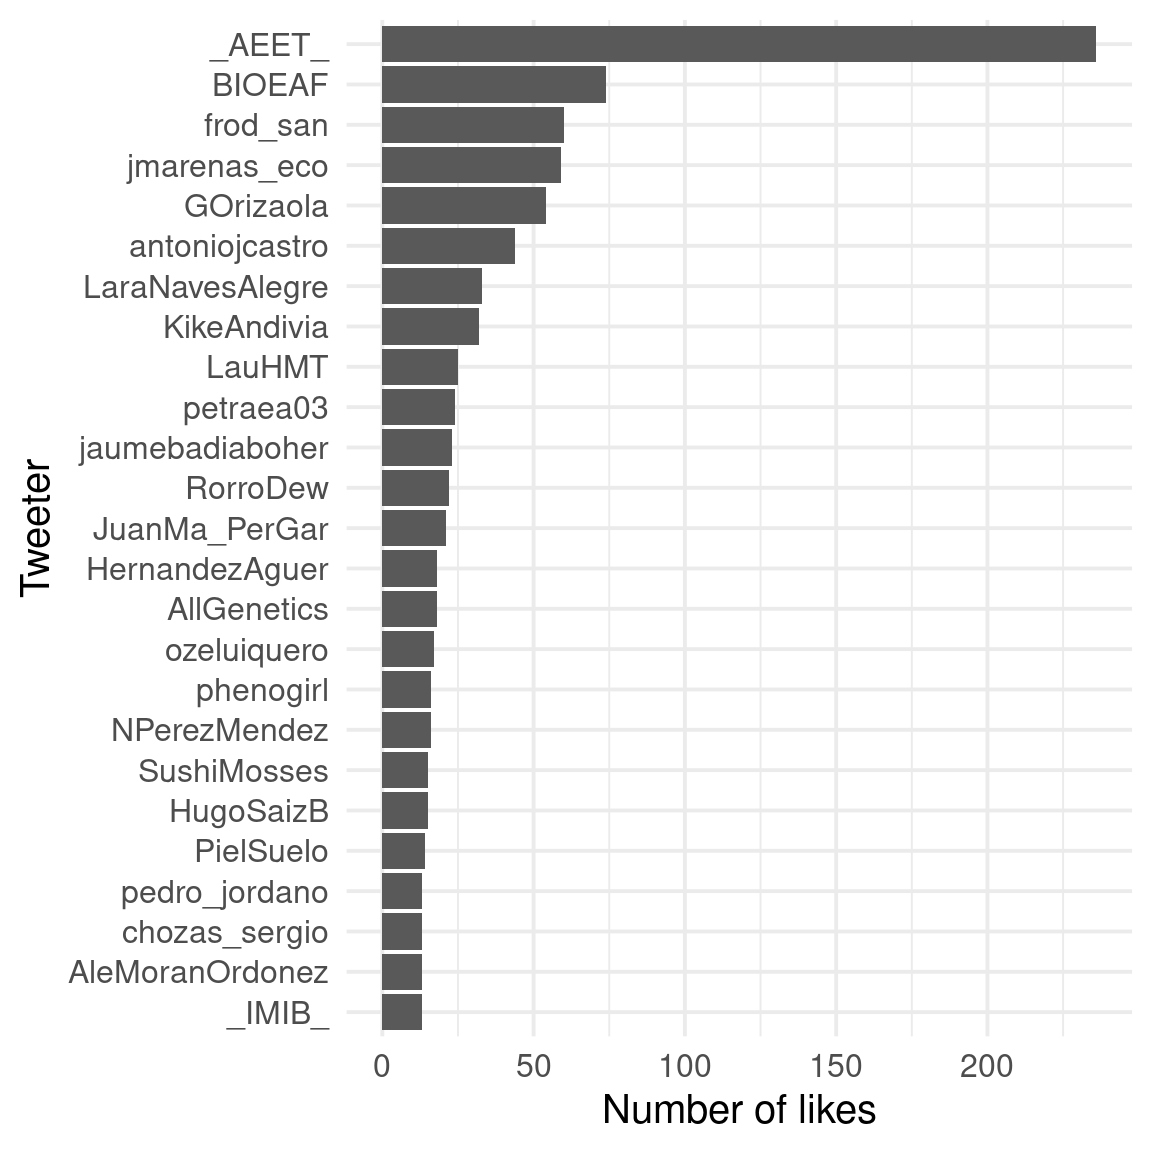 _AEET_
BIOEAF
frod_san
jmarenas_eco
GOrizaola
antoniojcastro
LaraNavesAlegre
KikeAndivia
LauHMT
petraea03
jaumebadiaboher
RorroDew
JuanMa_PerGar
HernandezAguer
AllGenetics
ozeluiquero
phenogirl
NPerezMendez
SushiMosses
HugoSaizB
PielSuelo
pedro_jordano
chozas_sergio
AleMoranOrdonez
_IMIB_
Tweeter
0 50 100 150 200
Number of likes